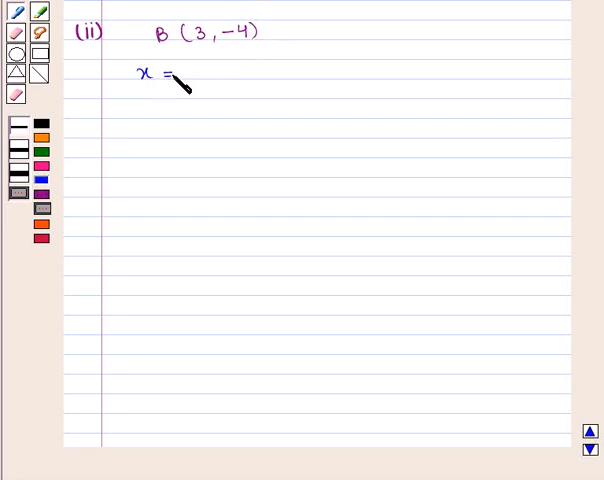 (ii) B (3, -4)
x =